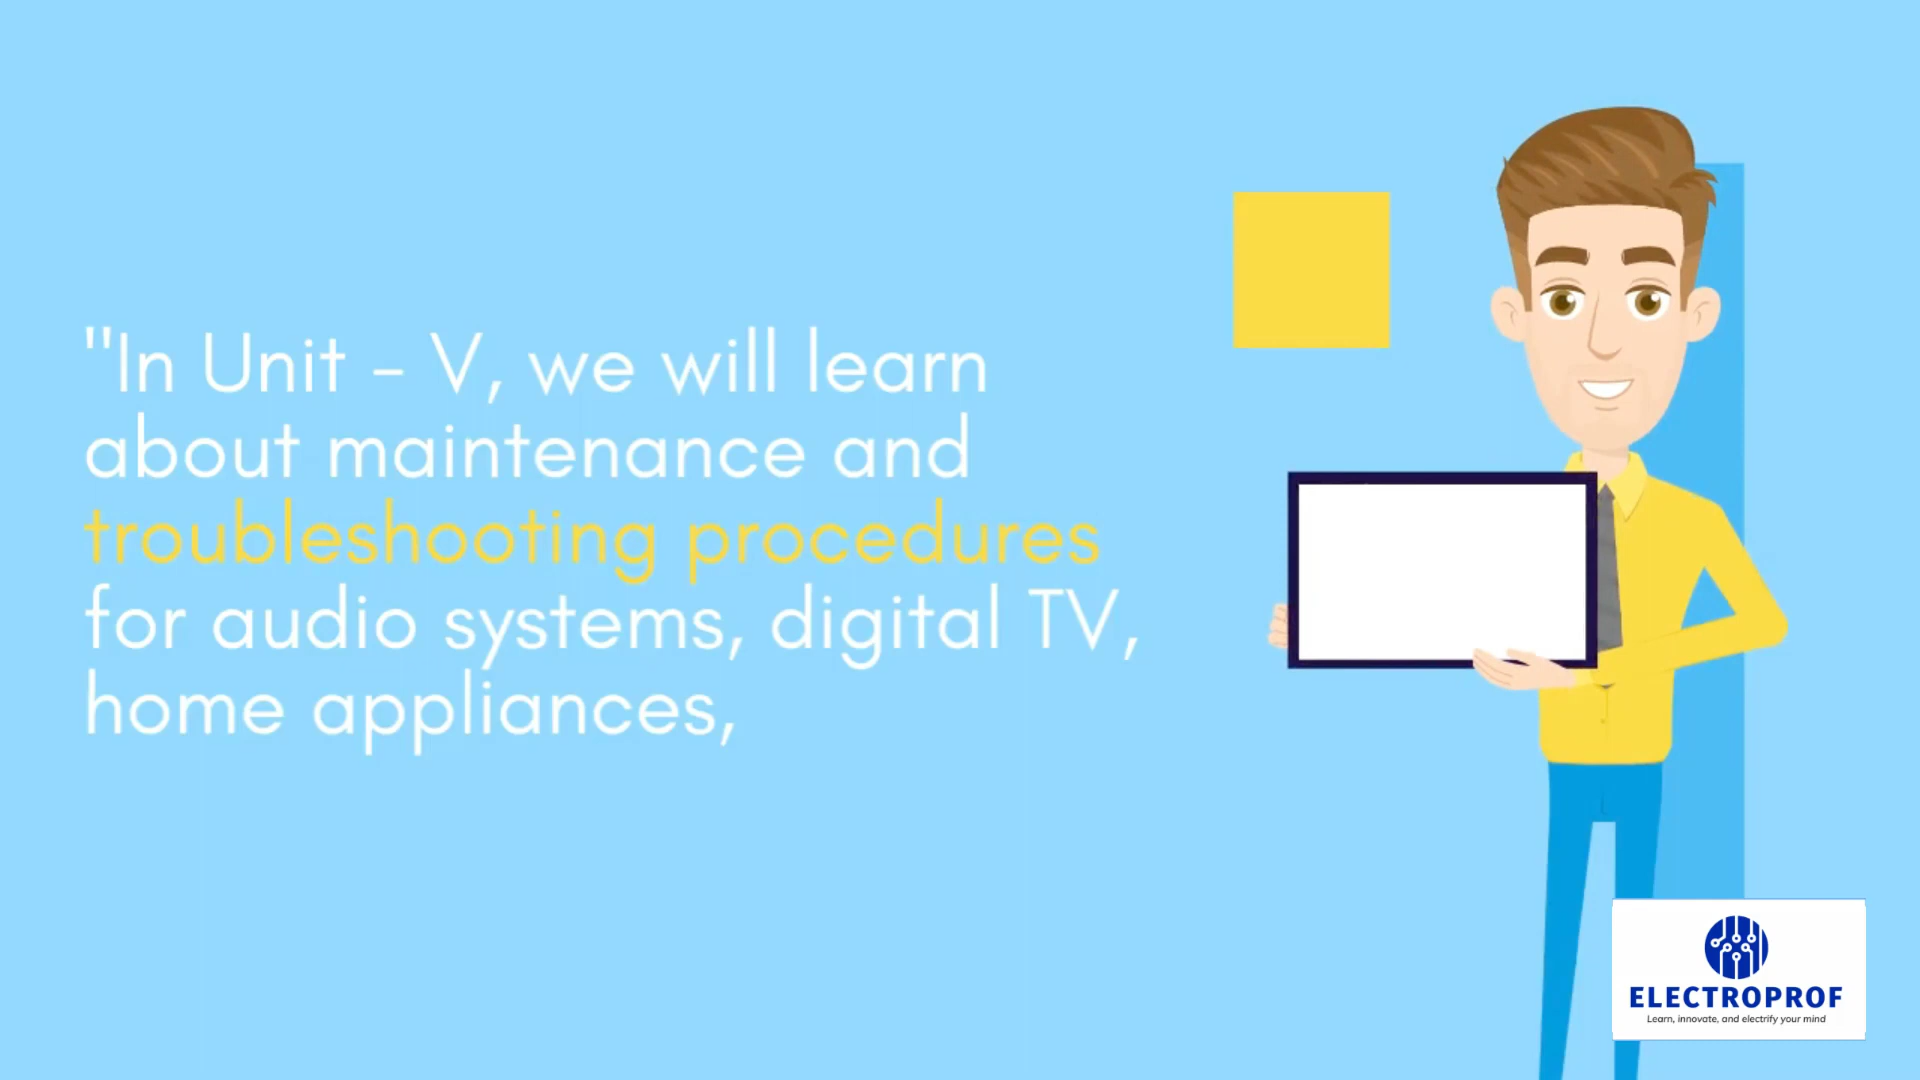 "In Unit - V, we will learn
about maintenance and
troubleshooting procedures
for audio systems, digital TV,
home appliances,
ELECTROPROF
Learn, innovate, and electrify your mind